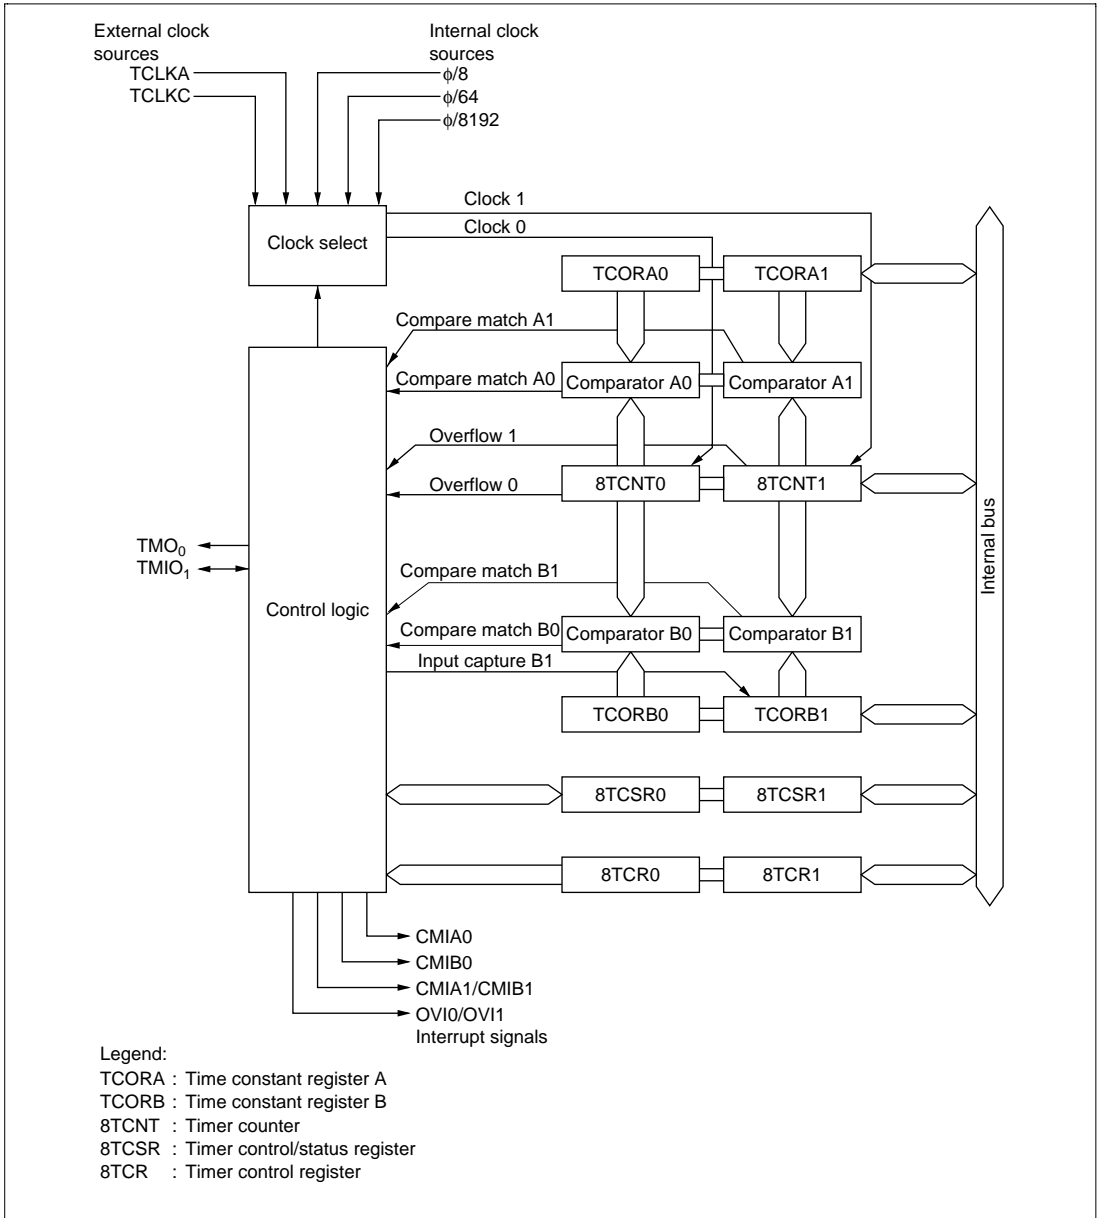 External clock
sources
TCLKA
TCLKC
Internal clock
sources
ϕ/8
ϕ/64
ϕ/8192
Clock 1
Clock 0
Clock select
TCORA0
TCORA1
Compare match A1
Compare match A0
Comparator A0
Comparator A1
Overflow 1
Overflow 0
8TCNT0
8TCNT1
Internal bus
TMO0
TMIO1
Control logic
Compare match B1
Compare match B0
Comparator B0
Comparator B1
Input capture B1
TCORB0
TCORB1
8TCSR0
8TCSR1
8TCR0
8TCR1
CMIA0
CMIB0
CMIA1/CMIB1
OVI0/OVI1
Interrupt signals
Legend:
TCORA : Time constant register A
TCORB : Time constant register B
8TCNT : Timer counter
8TCSR : Timer control/status register
8TCR : Timer control register